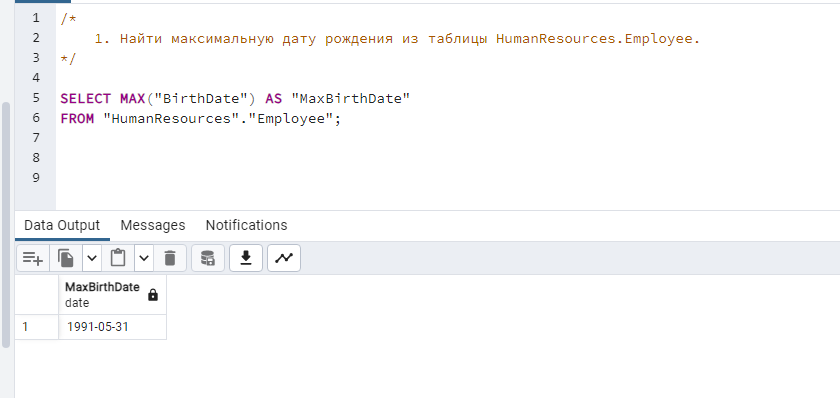 1 /*
2 1. Найти максимальную дату рождения из таблицы HumanResources.Employee.
3 */
4
5 SELECT MAX("BirthDate") AS "MaxBirthDate"
6 FROM "HumanResources"."Employee";
7
8
9
Data Output Messages Notifications
MaxBirthDate
date
1 1991-05-31